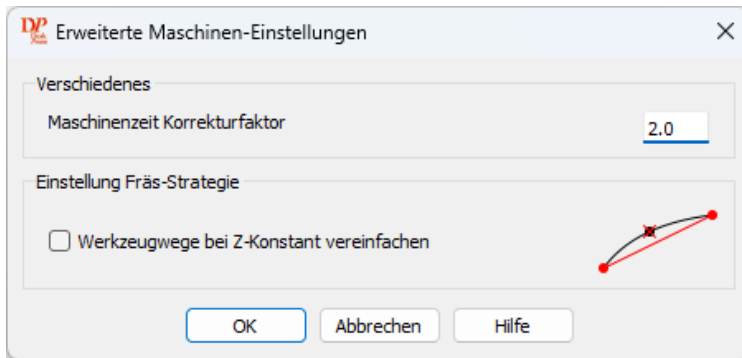 DP
Erweiterte Maschinen-Einstellungen
Verschiedenes
Maschinenzeit Korrekturfaktor 2.0
Einstellung Fräs-Strategie
Werkzeugwege bei Z-Konstant vereinfachen
OK Abbrechen Hilfe